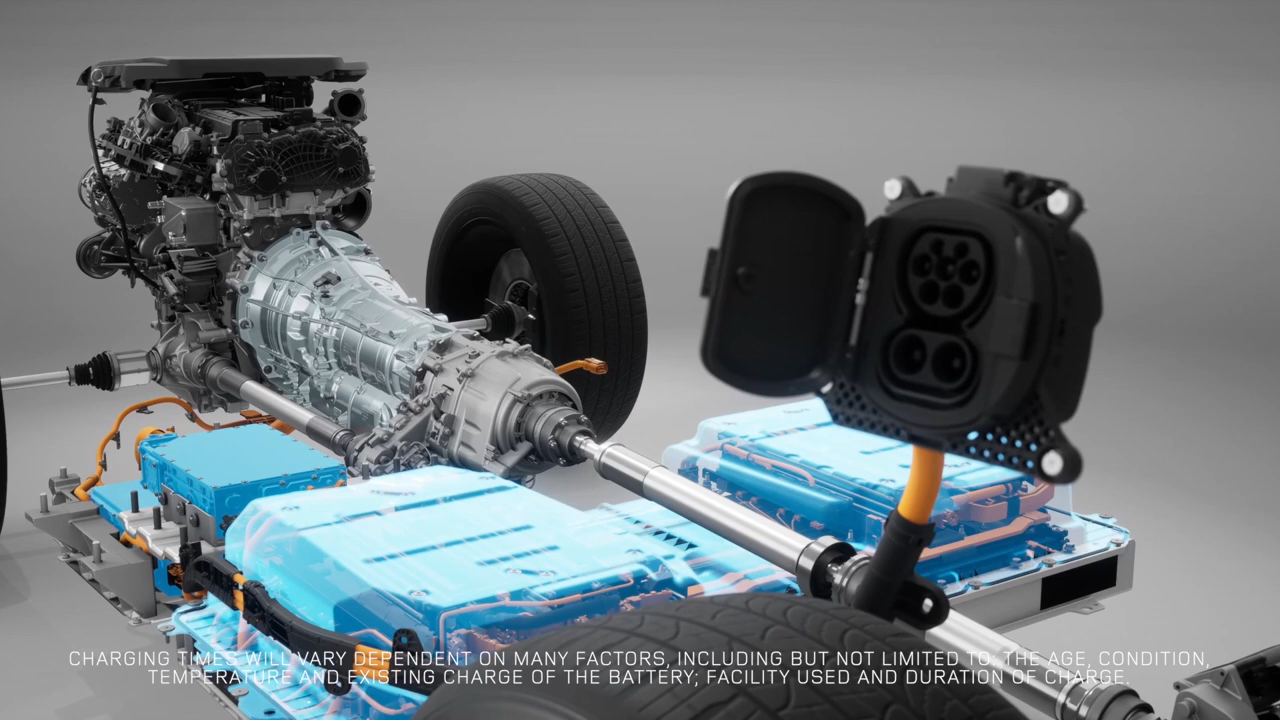 CHARGING TIMES WILL VARY DEPENDENT ON MANY FACTORS, INCLUDING BUT NOT LIMITED TO: THE AGE, CONDITION,
TEMPERATURE AND EXISTING CHARGE OF THE BATTERY; FACILITY USED AND DURATION OF CHARGE.